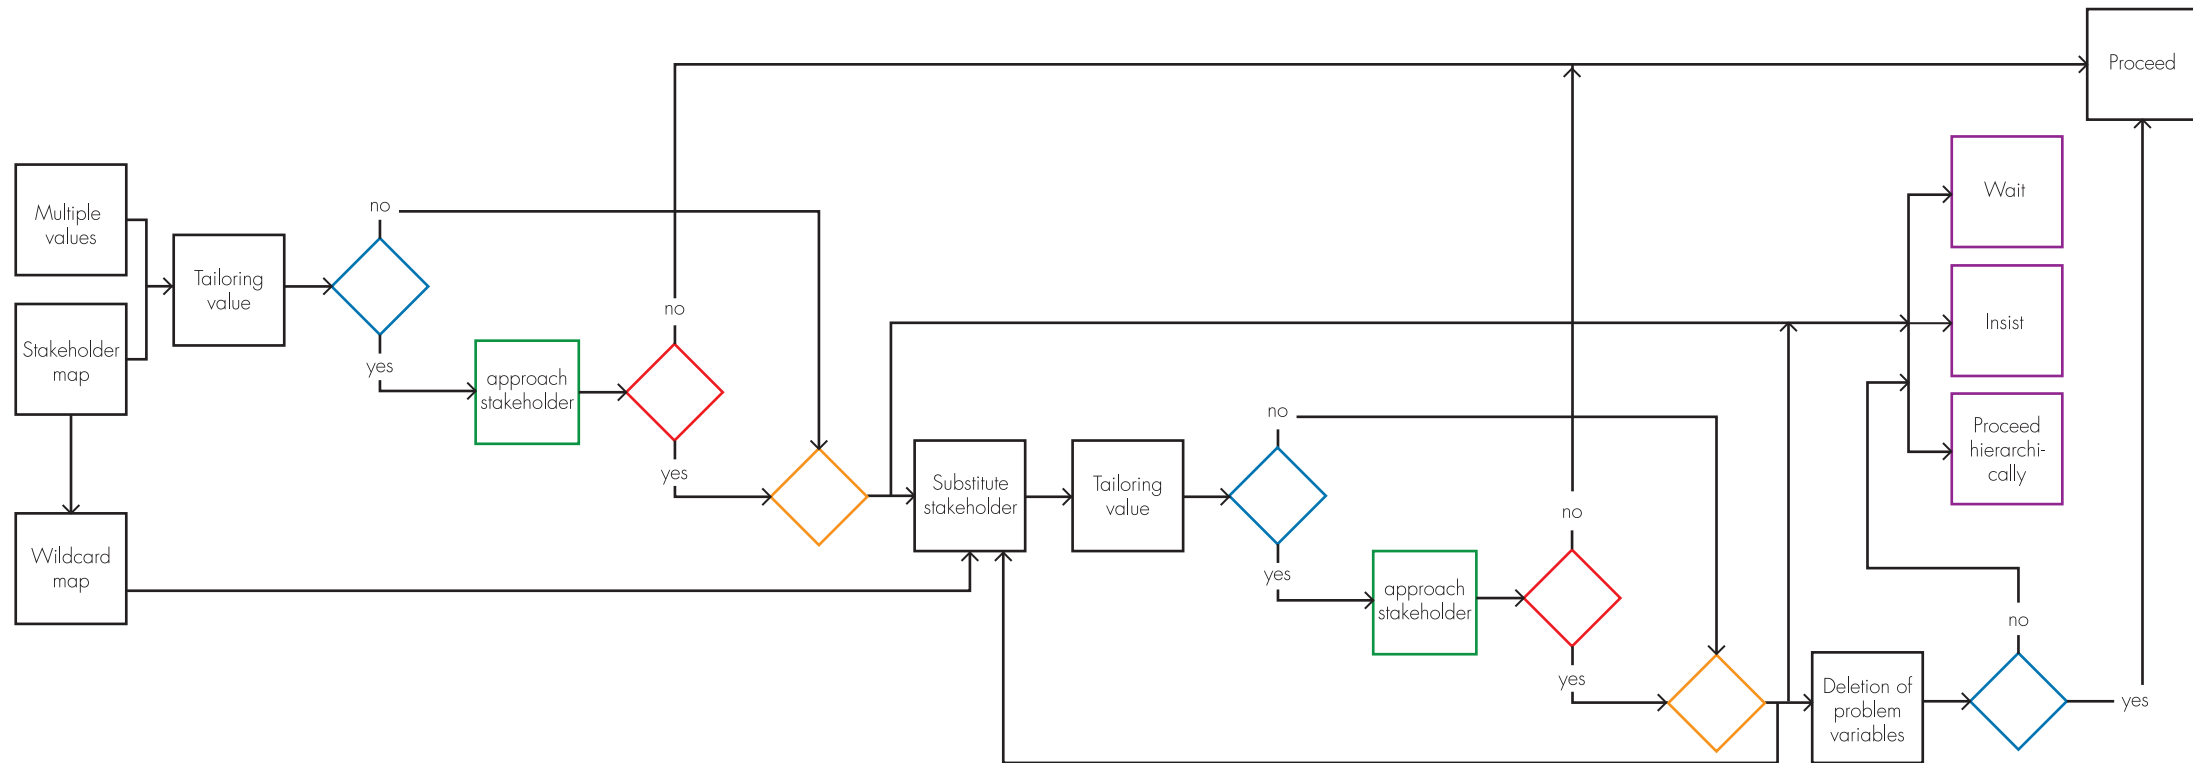 Proceed
Wait
Multiple
values
no
Tailoring
value
no
Insist
Stakeholder
map
yes
approach
stakeholder
no
Proceed
hierarchi-
cally
yes
Substitute
stakeholder
Tailoring
value
no
Wildcard
map
yes
approach
stakeholder
no
yes
Deletion of
problem
variables
yes